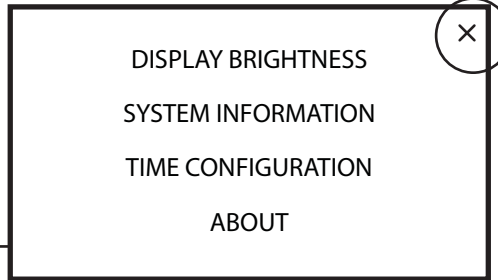 DISPLAY BRIGHTNESS
SYSTEM INFORMATION
TIME CONFIGURATION
ABOUT